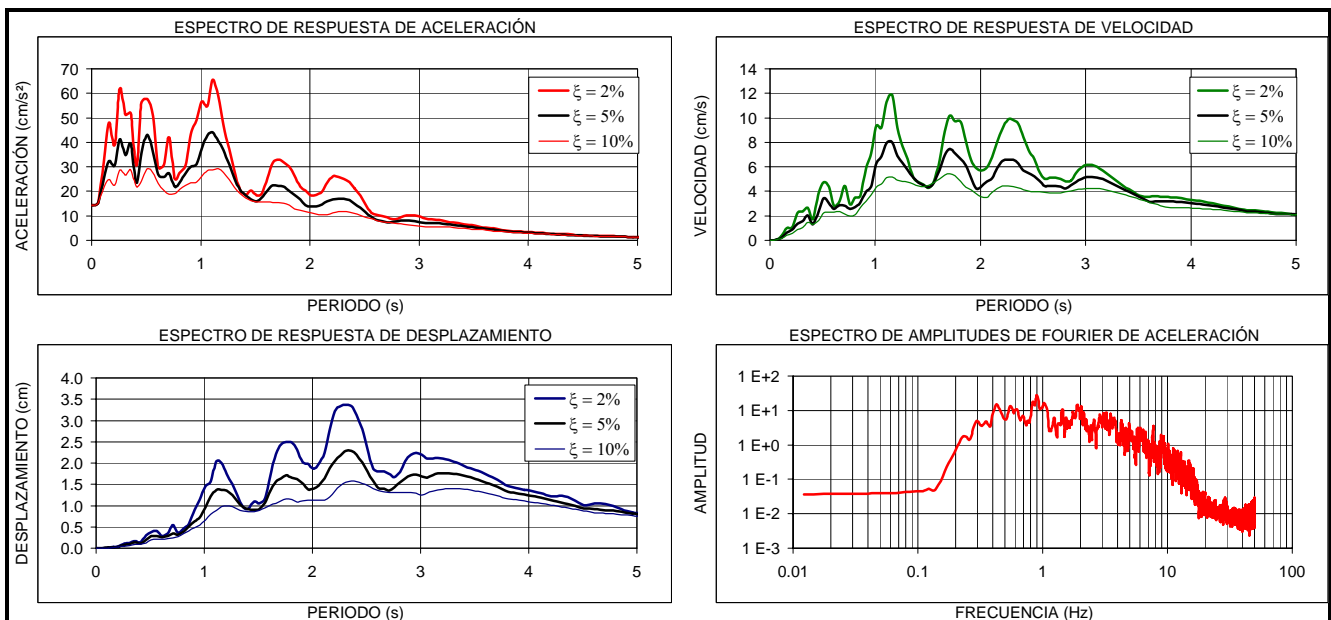 ESPECTRO DE RESPUESTA DE ACELERACIÓN
ACELERACIÓN (cm/s²)
70
60
50
40
30
20
10
0
ξ = 2%
ξ = 5%
ξ = 10%
0 1 2 3 4 5
PERIODO (s)
ESPECTRO DE RESPUESTA DE VELOCIDAD
VELOCIDAD (cm/s)
14
12
10
8
6
4
2
0
ξ = 2%
ξ = 5%
ξ = 10%
0 1 2 3 4 5
PERIODO (s)
ESPECTRO DE RESPUESTA DE DESPLAZAMIENTO
DESPLAZAMIENTO (cm)
4.0
3.5
3.0
2.5
2.0
1.5
1.0
0.5
0.0
ξ = 2%
ξ = 5%
ξ = 10%
0 1 2 3 4 5
PERIODO (s)
ESPECTRO DE AMPLITUDES DE FOURIER DE ACELERACIÓN
AMPLITUD
1 E+2
1 E+1
1 E+0
1 E-1
1 E-2
1 E-3
0.01 0.1 1 10 100
FRECUENCIA (Hz)